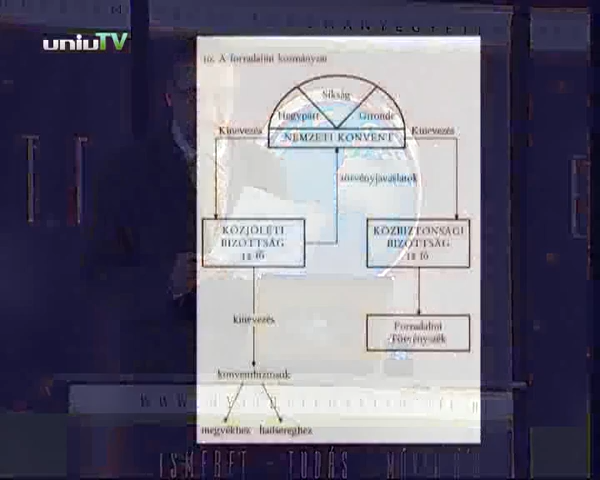 uniuTV
10. A forradalmi kormányzat
Síkság
Hegypárt
Gironde
Kinevezés
NEMZETI KONVENT
Kinevezés
törvényjavaslatok
KÖZJÓLÉTI
BIZOTTSÁG
12 fő
KÖZBIZTONSÁGI
BIZOTTSÁG
12 fő
kinevezés
Forradalmi
Törvényszék
konventbiztosok
megyékhez
hadsereghez
ISMERET - TUDÁS